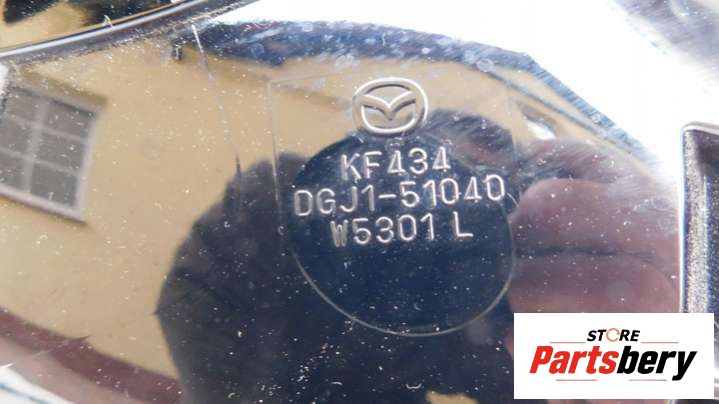 KF434
DGJ1-51040
W5301 L
STORE
Partsbery